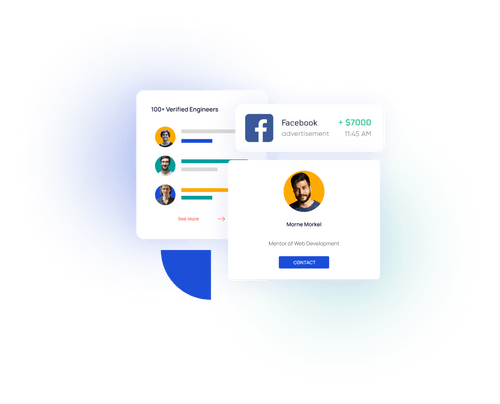 100+ Verified Engineers
See More
Facebook
+ $7000
advertisement
11:45 AM
Morne Morkel
Mentor of Web Development
CONTACT